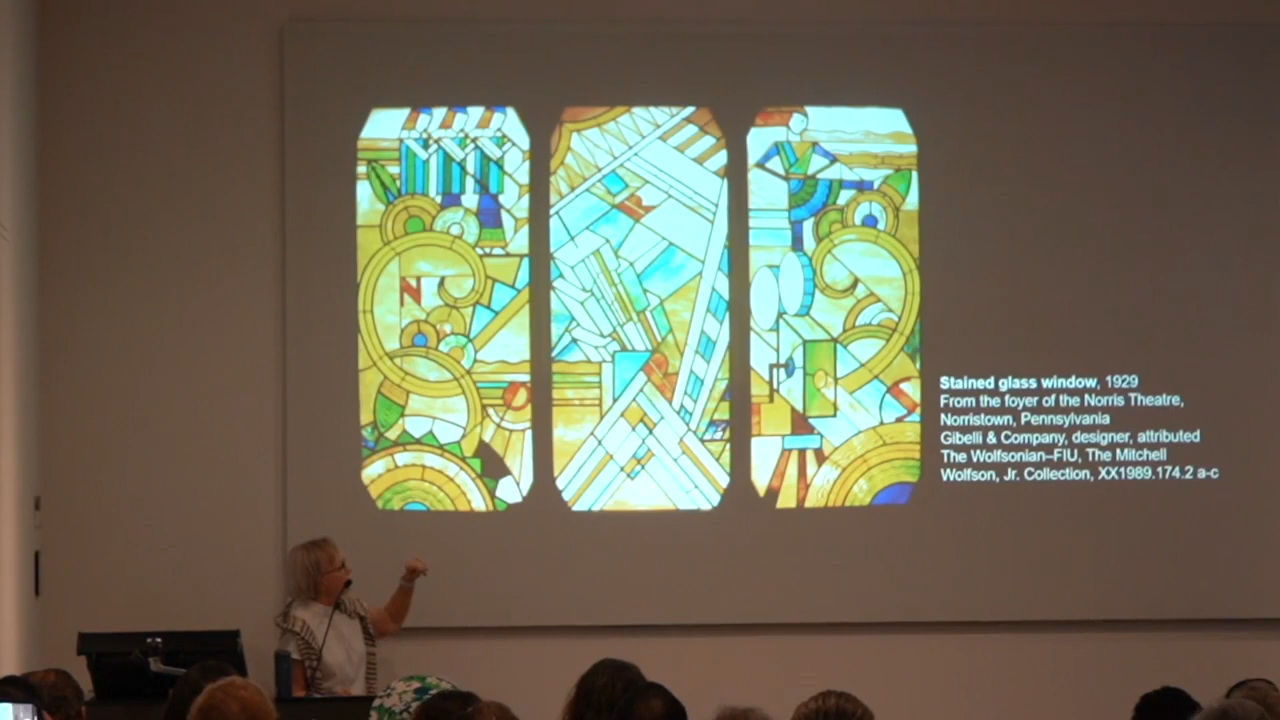 N
Stained glass window, 1929
From the foyer of the Norris Theatre,
Norristown, Pennsylvania
Gibelli & Company, designer, attributed
The Wolfsonian–FIU, The Mitchell
Wolfson, Jr. Collection, XX1989.174.2 a-c